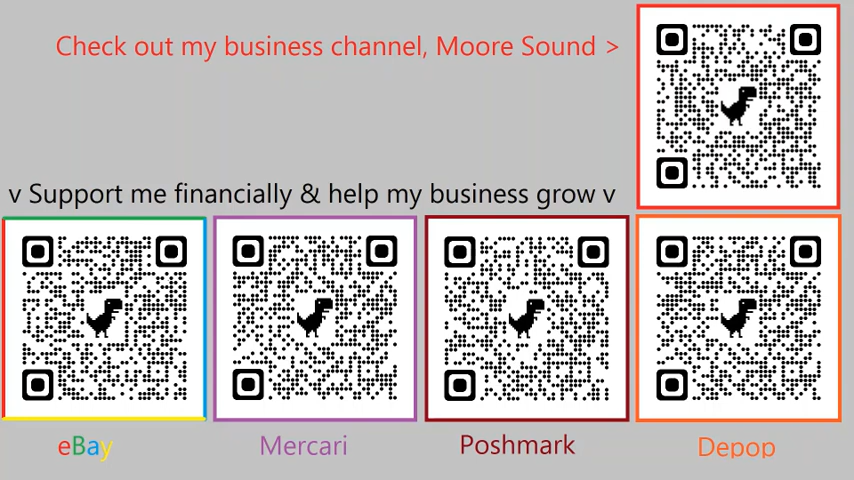 Check out my business channel, Moore Sound >
v Support me financially & help my business grow v
eBay
Mercari
Poshmark
Depop